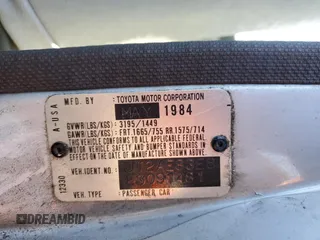 A-USA
MFD. BY : TOYOTA MOTOR CORPORATION
MAY 1984
GVWR(LBS/KGS) : 3195/1449
GAWR(LBS/KGS) : FRT.1665/755 RR.1575/714
THIS VEHICLE CONFORMS TO ALL APPLICABLE FEDERAL
MOTOR VEHICLE SAFETY AND BUMPER STANDARDS IN
EFFECT ON THE DATE OF MANUFACTURE SHOWN ABOVE.
VEH.IDENT. NO. :
VEH. TYPE : PASSENGER CAR
12330
DREAMBID